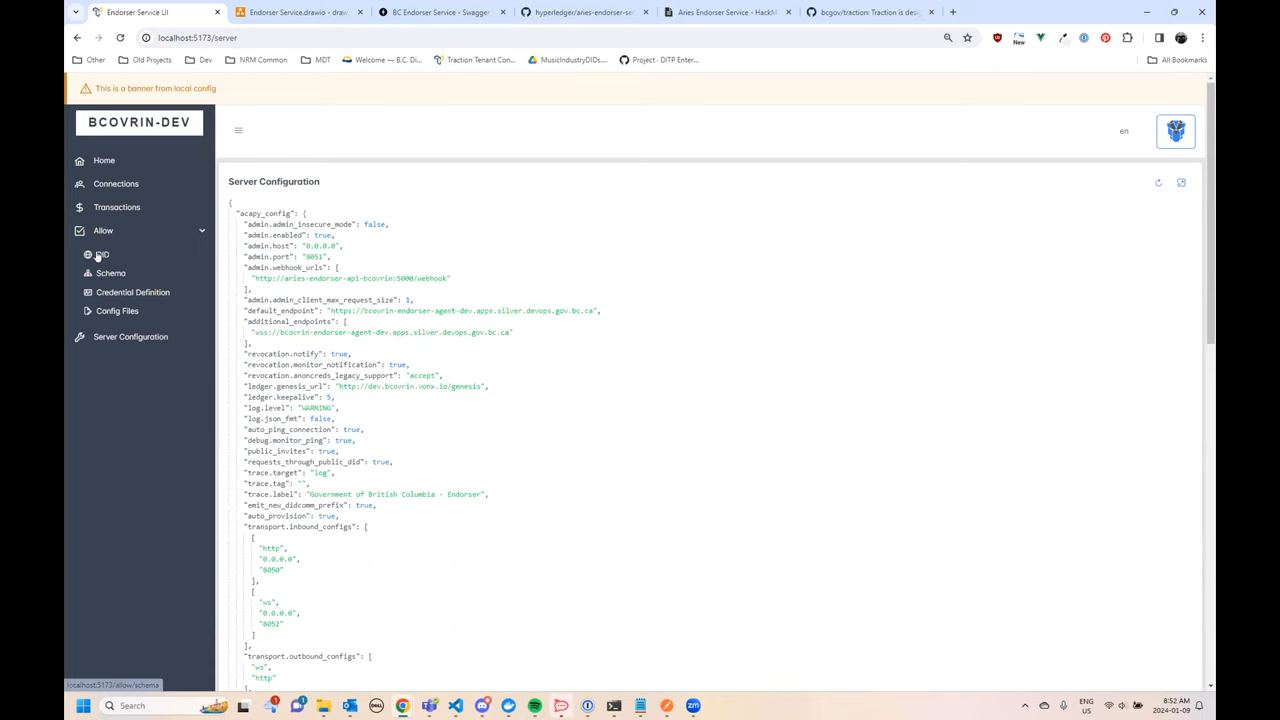 Endorser Service UI
Endorser Service.drawio - draw
BC Endorser Service - Swagger
hyperledger/aries-endorser-se
Aries Endorser Service - HackM
bcgov/traction: Traction is desi
localhost:5173/server
New
Other
Old Projects
Dev
NRM Common
MDT
Welcome — B.C. Di...
Traction Tenant Con...
MusicIndustryDIDs....
Project · DITP Enter...
All Bookmarks
This is a banner from local config
BCOVRIN-DEV
en
Home
Connections
Transactions
Allow
DID
Schema
Credential Definition
Config Files
Server Configuration
Server Configuration
{
"acapy_config": {
"admin.admin_insecure_mode": false,
"admin.enabled": true,
"admin.host": "0.0.0.0",
"admin.port": "8051",
"admin.webhook_urls": [
"http://aries-endorser-api-bcovrin:5000/webhook"
],
"admin.admin_client_max_request_size": 1,
"default_endpoint": "https://bcovrin-endorser-agent-dev.apps.silver.devops.gov.bc.ca",
"additional_endpoints": [
"wss://bcovrin-endorser-agent-dev.apps.silver.devops.gov.bc.ca"
],
"revocation.notify": true,
"revocation.monitor_notification": true,
"revocation.anoncreds_legacy_support": "accept",
"ledger.genesis_url": "http://dev.bcovrin.vonx.io/genesis",
"ledger.keepalive": 5,
"log.level": "WARNING",
"log.json_fmt": false,
"auto_ping_connection": true,
"debug.monitor_ping": true,
"public_invites": true,
"requests_through_public_did": true,
"trace.target": "log",
"trace.tag": "",
"trace.label": "Government of British Columbia - Endorser",
"emit_new_didcomm_prefix": true,
"auto_provision": true,
"transport.inbound_configs": [
[
"http",
"0.0.0.0",
"8050"
],
[
"ws",
"0.0.0.0",
"8052"
]
],
"transport.outbound_configs": [
"ws",
"http"
],
localhost:5173/allow/schema
Search
ENG
US
8:52 AM
2024-01-09